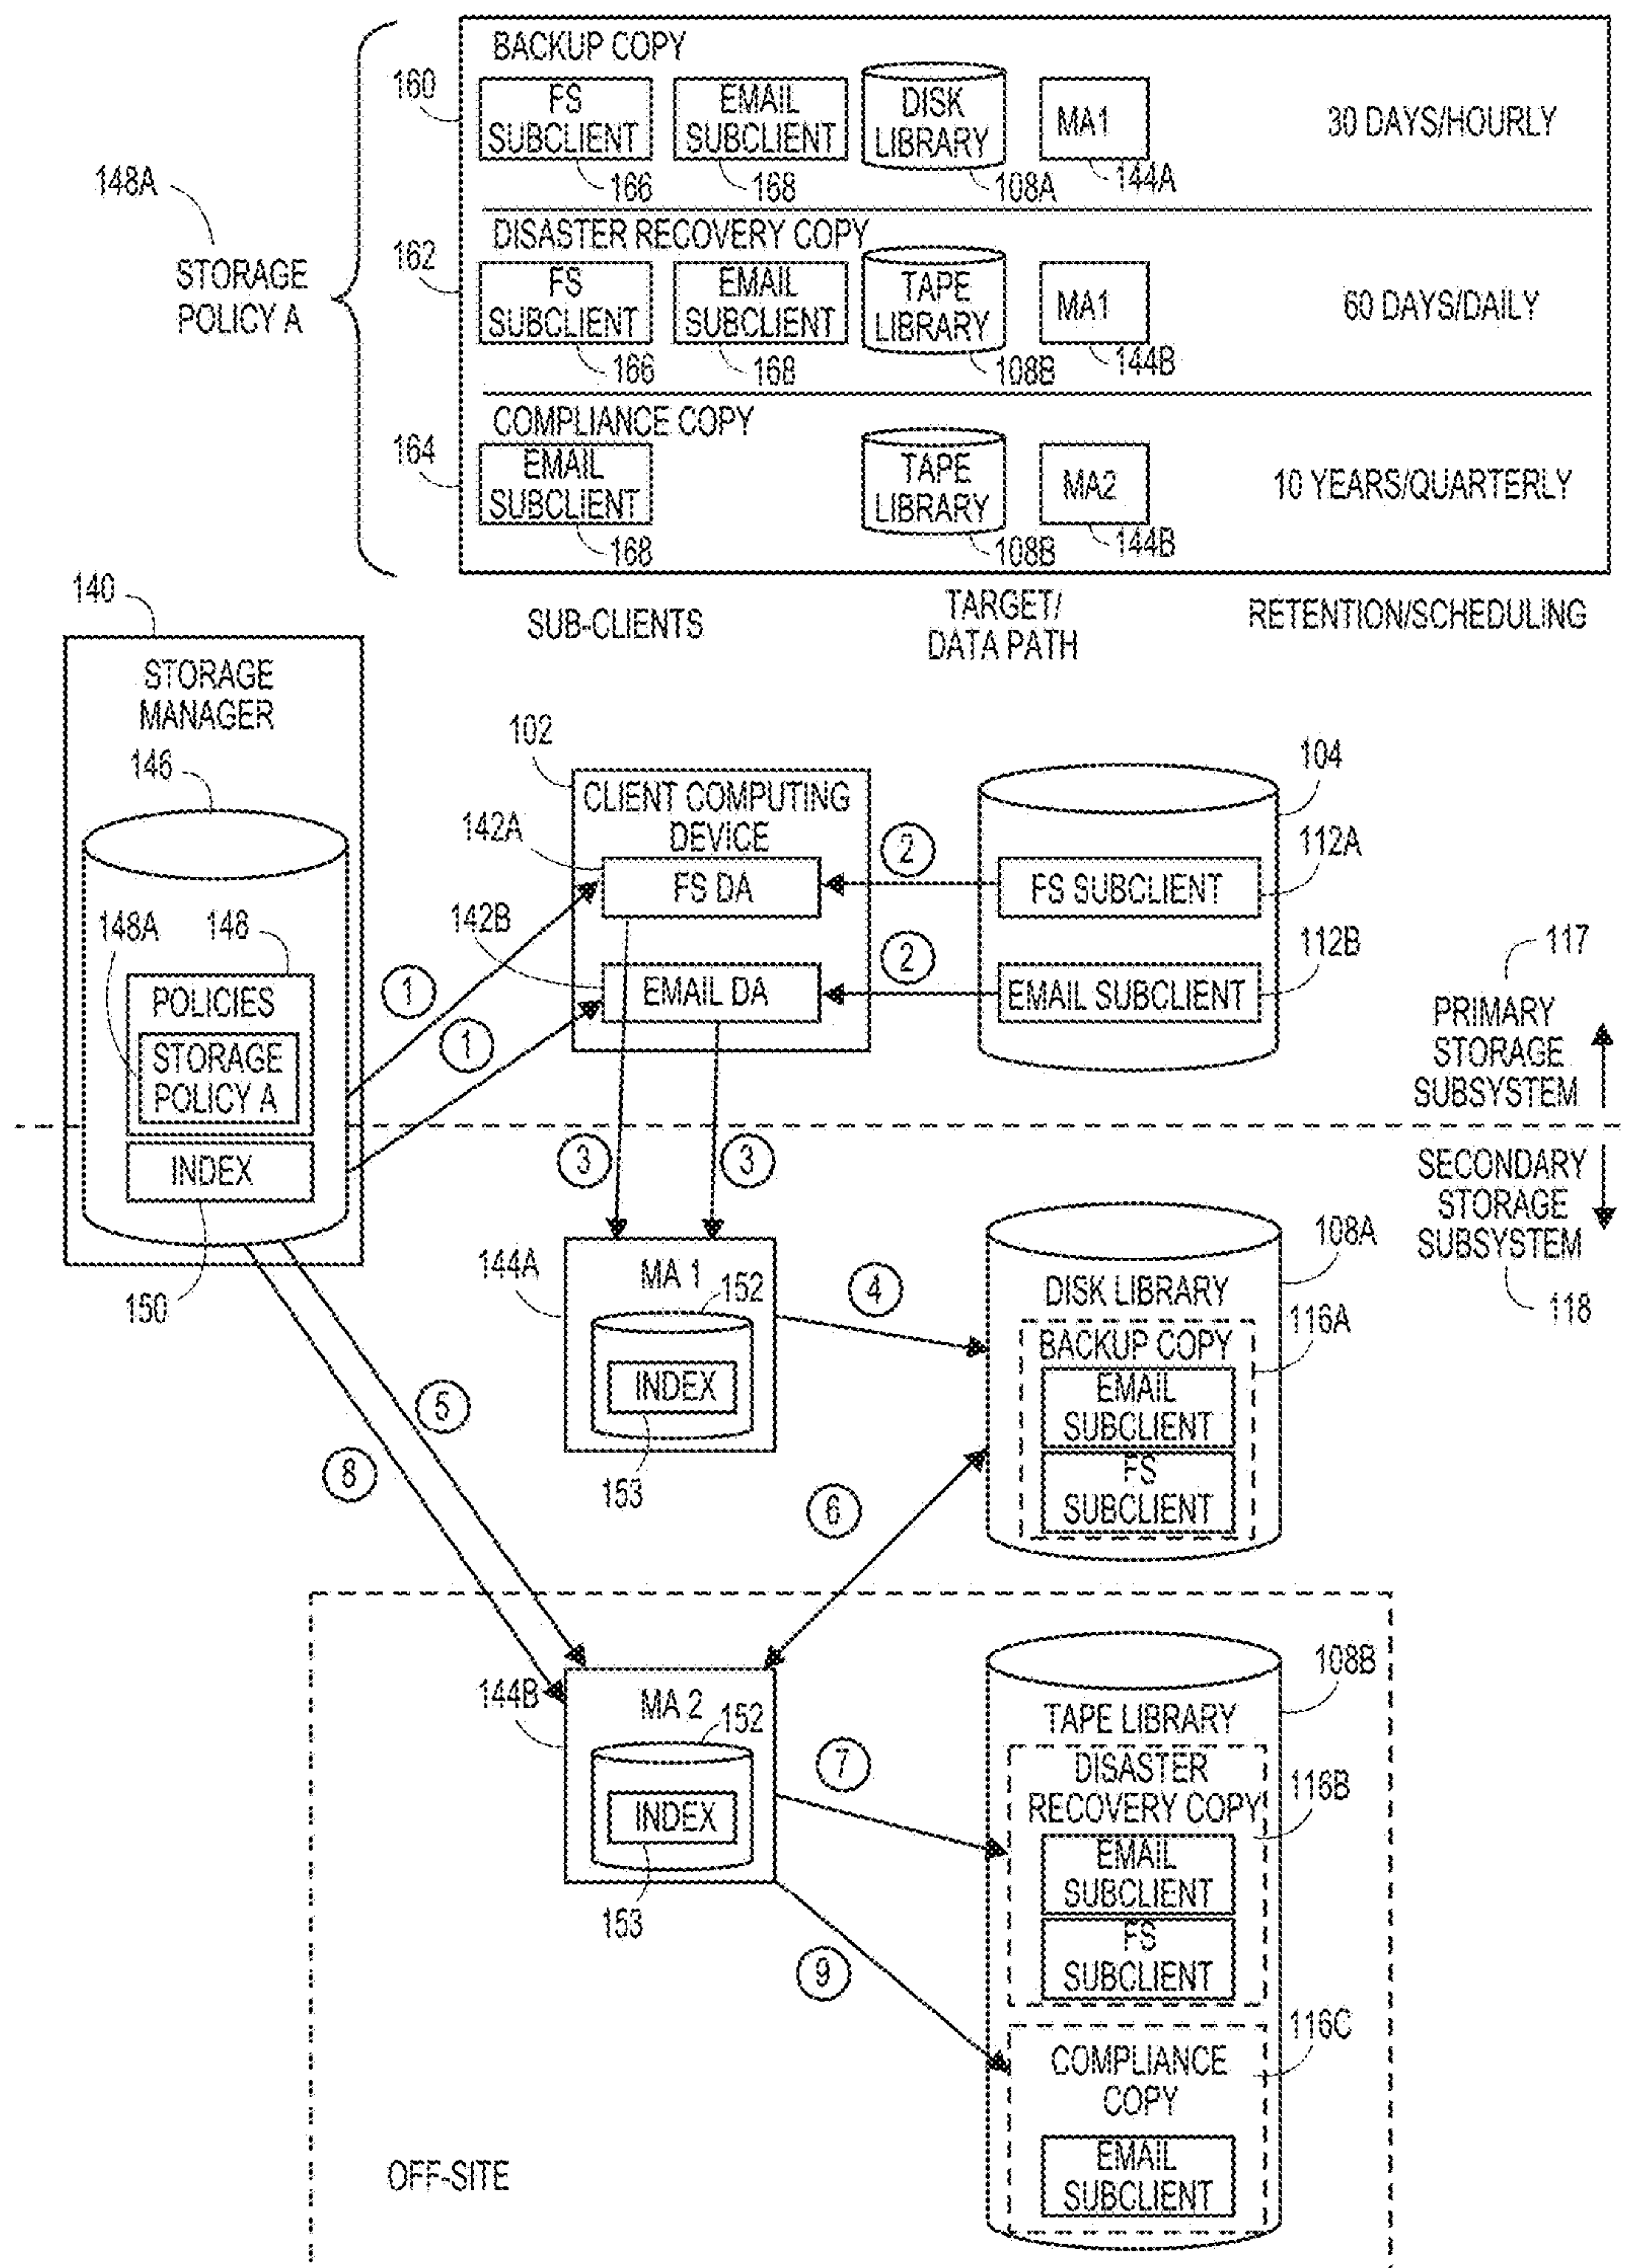 BACKUP COPY
160
FS
SUBCLIENT
166
EMAIL
SUBCLIENT
168
DISK
LIBRARY
108A
MA1
144A
30 DAYS/HOURLY
148A
STORAGE
POLICY A
DISASTER RECOVERY COPY
162
FS
SUBCLIENT
166
EMAIL
SUBCLIENT
168
TAPE
LIBRARY
108B
MA1
144B
60 DAYS/DAILY
COMPLIANCE COPY
164
EMAIL
SUBCLIENT
168
TAPE
LIBRARY
108B
MA2
144B
10 YEARS/QUARTERLY
SUB-CLIENTS
TARGET/
DATA PATH
RETENTION/SCHEDULING
140
STORAGE
MANAGER
146
148A
148
POLICIES
STORAGE
POLICY A
INDEX
150
102
CLIENT COMPUTING
DEVICE
142A
FS DA
142B
EMAIL DA
104
112A
FS SUBCLIENT
112B
EMAIL SUBCLIENT
1
1
2
2
117
PRIMARY
STORAGE
SUBSYSTEM
SECONDARY
STORAGE
SUBSYSTEM
118
3
3
144A
MA 1
152
INDEX
153
4
108A
DISK LIBRARY
116A
BACKUP COPY
EMAIL
SUBCLIENT
FS
SUBCLIENT
5
8
6
144B
MA 2
152
INDEX
153
7
9
108B
TAPE LIBRARY
DISASTER
RECOVERY COPY
116B
EMAIL
SUBCLIENT
FS
SUBCLIENT
116C
COMPLIANCE
COPY
EMAIL
SUBCLIENT
OFF-SITE